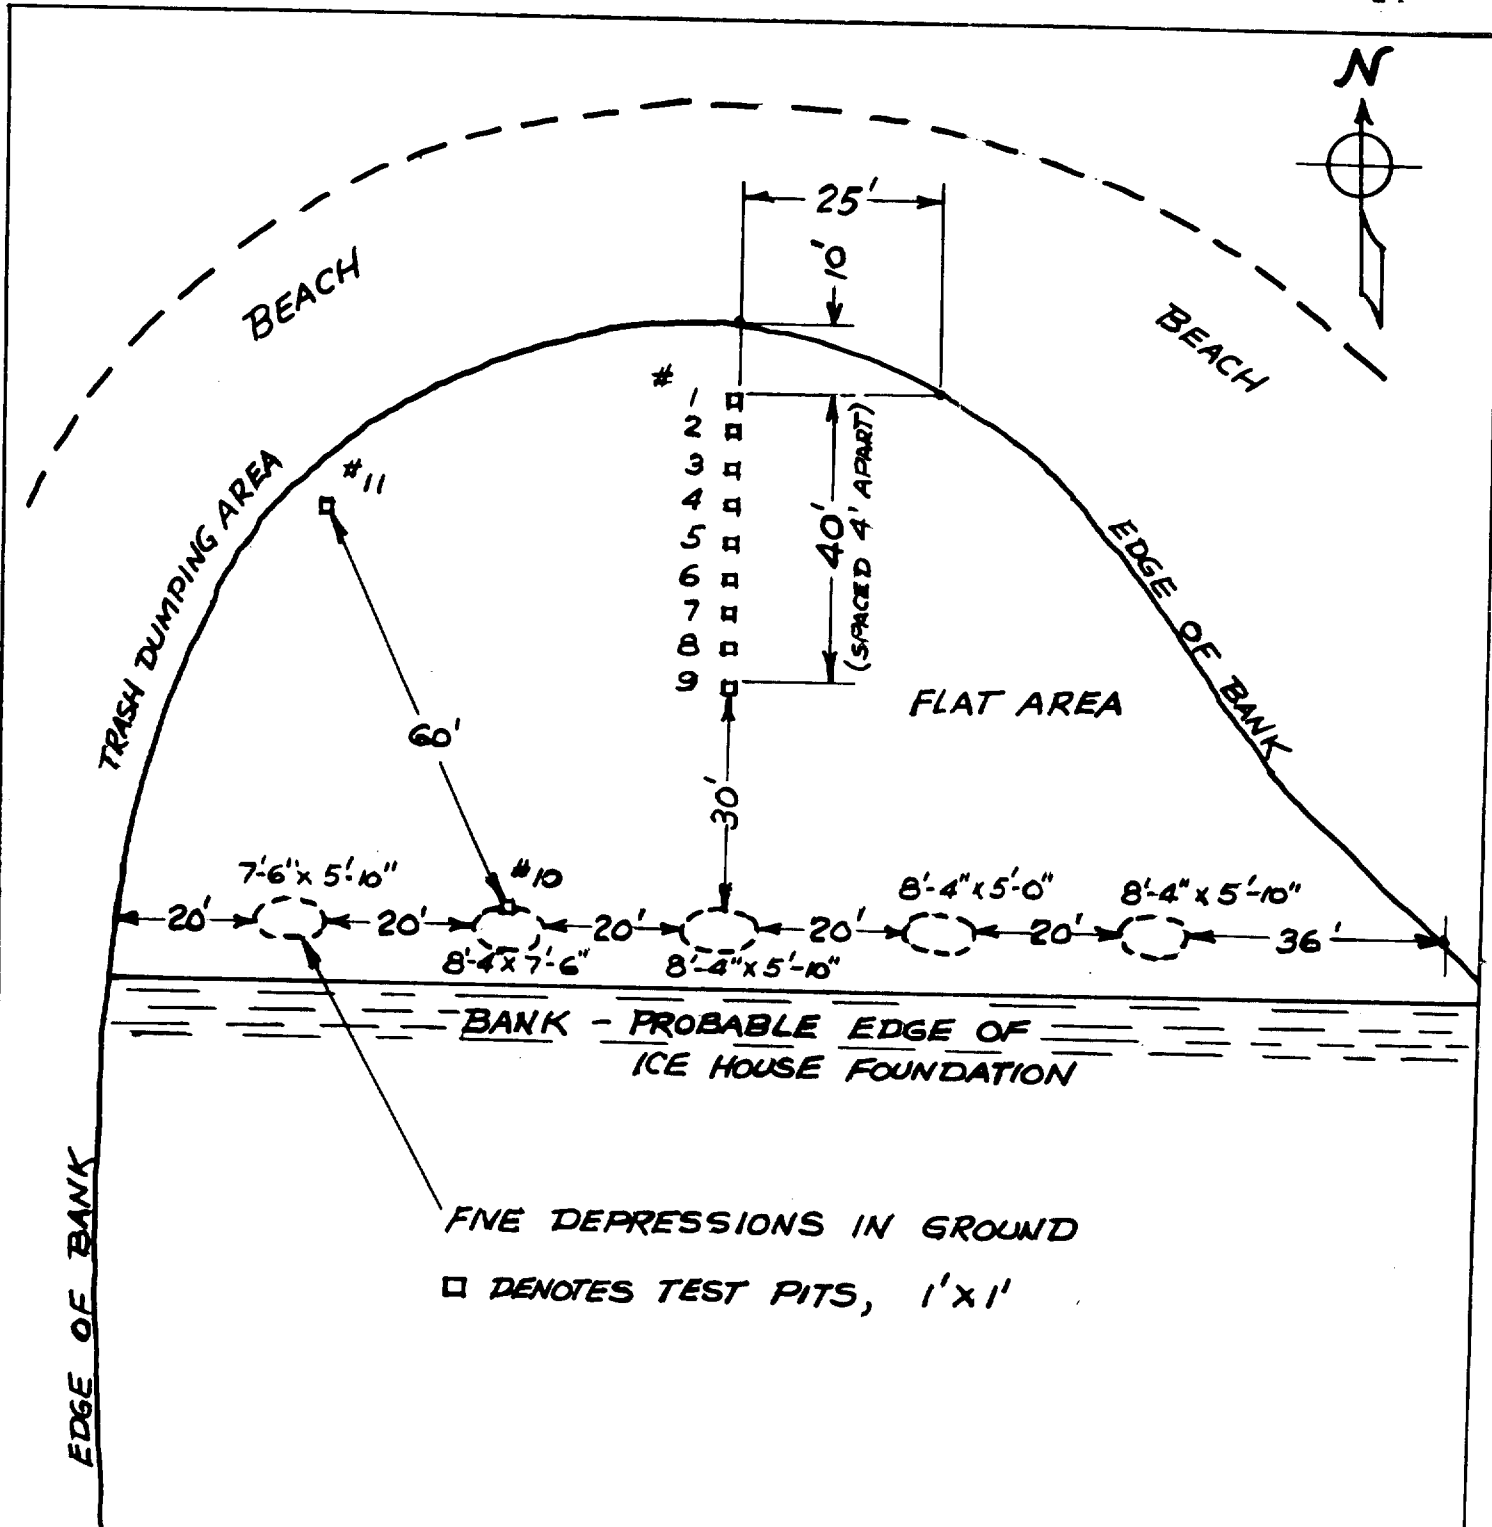 N
25'
10'
BEACH
BEACH
#
1
2
3
4
5
6
7
8
9
40'
(SPACED 4' APART)
#11
TRASH DUMPING AREA
EDGE OF BANK
60'
FLAT AREA
30'
7'-6" x 5'-10"
#10
8'-4" x 5'-0"
8'-4" x 5'-10"
20'
20'
20'
20'
20'
36'
8'-4" x 7'-6"
8'-4" x 5'-10"
BANK - PROBABLE EDGE OF
ICE HOUSE FOUNDATION
EDGE OF BANK
FIVE DEPRESSIONS IN GROUND
DENOTES TEST PITS, 1' X 1'